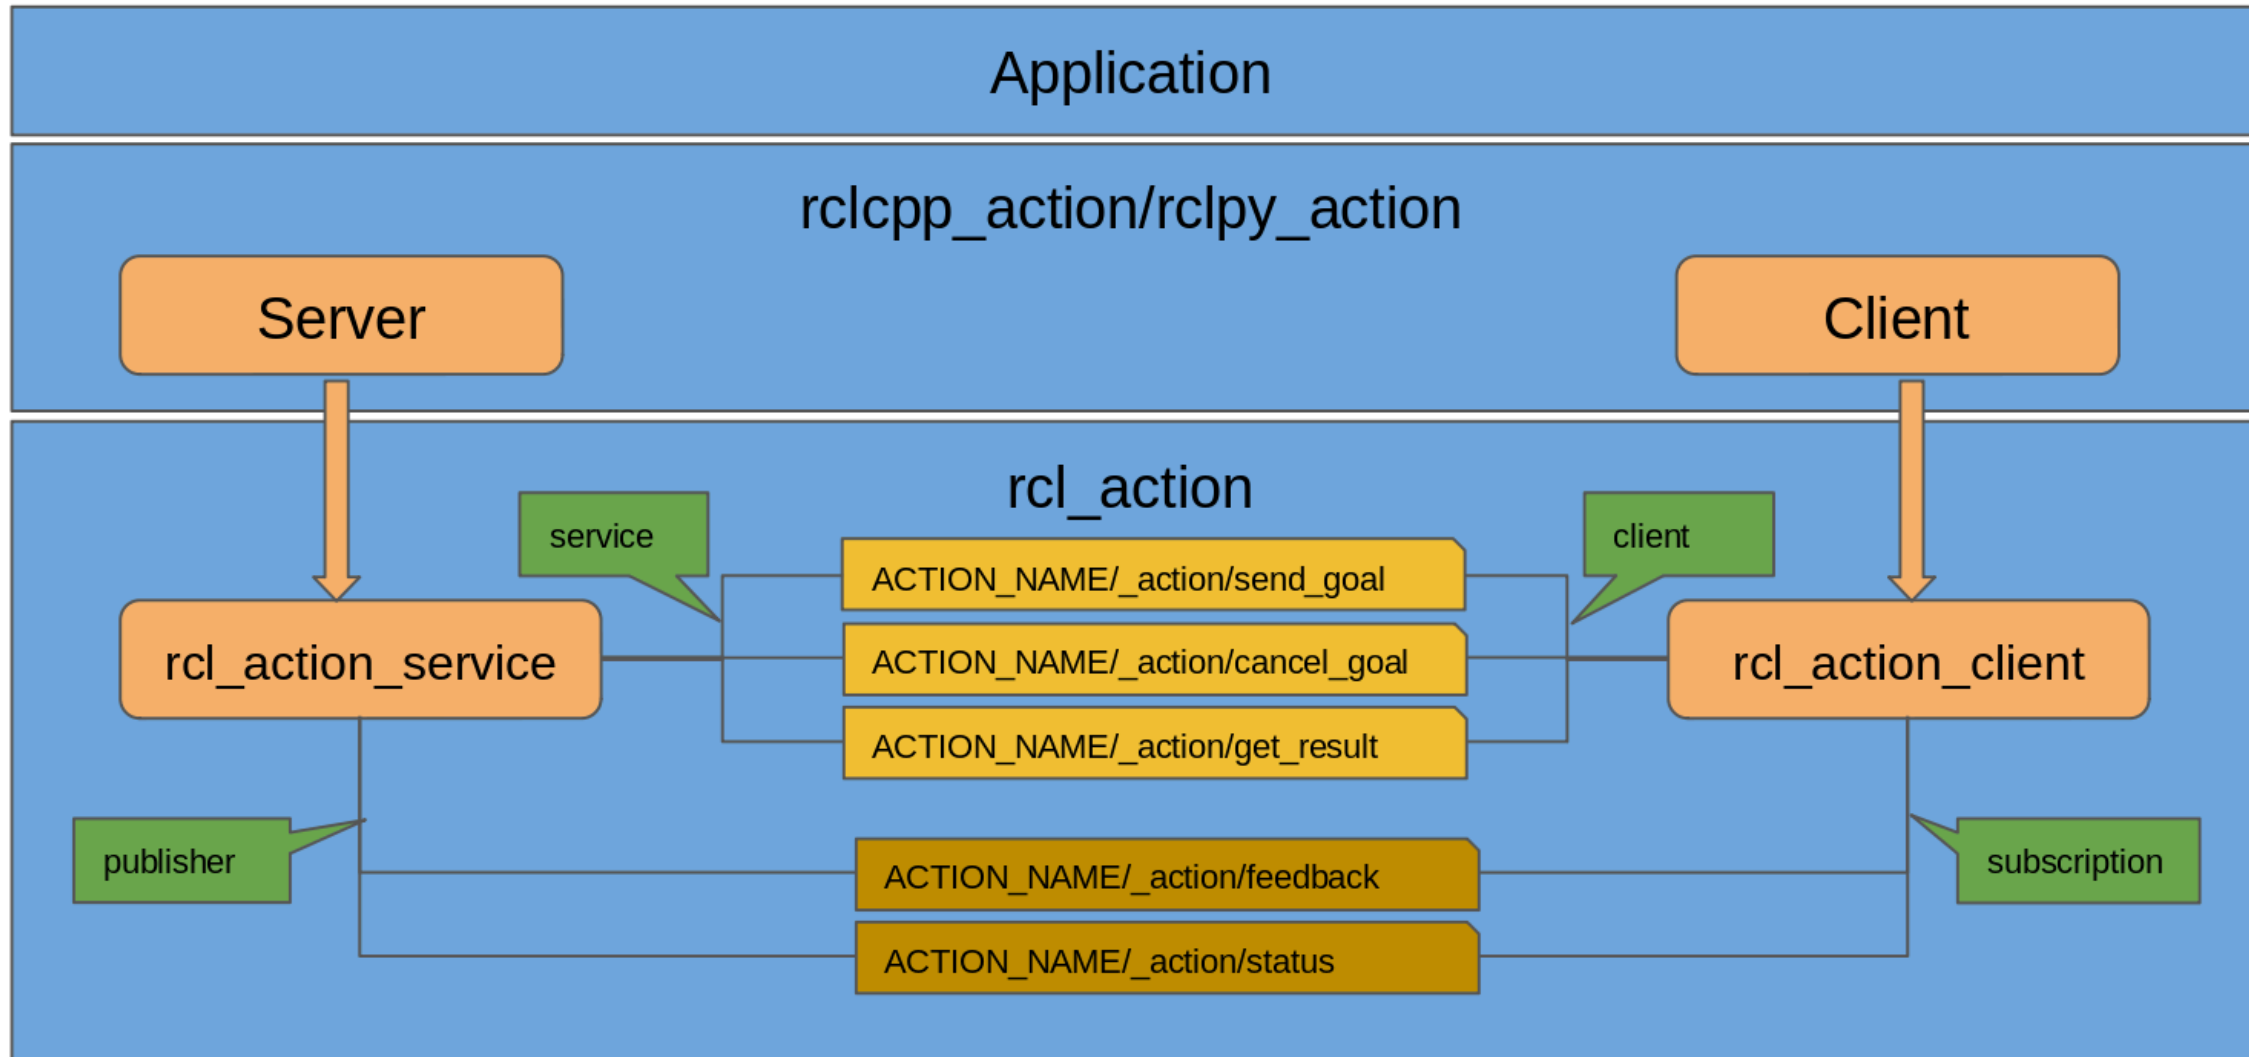 Application
rclcpp_action/rclpy_action
Server
Client
rcl_action
service
client
ACTION_NAME/_action/send_goal
rcl_action_service
ACTION_NAME/_action/cancel_goal
rcl_action_client
ACTION_NAME/_action/get_result
publisher
ACTION_NAME/_action/feedback
subscription
ACTION_NAME/_action/status